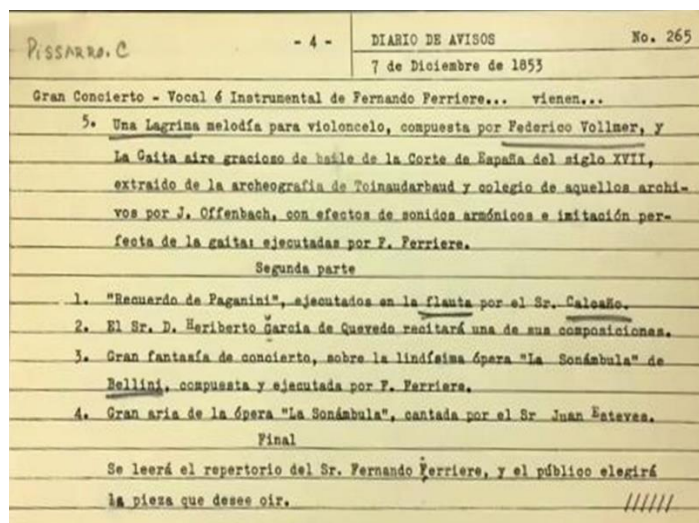 PISSARRO. C - 4 - DIARIO DE AVISOS No. 265
7 de Diciembre de 1853
Gran Concierto - Vocal é Instrumental de Fernando Ferriere... vienen...
5. Una Lagrima melodía para violoncelo, compuesta por Federico Vollmer, y
La Gaita aire gracioso de baile de la Corte de España del siglo XVII,
extraido de la archeografia de Toinaudarbaud y colegio de aquellos archi-
vos por J. Offenbach, con efectos de sonidos armónicos e imitación per-
fecta de la gaita: ejecutadas por F. Ferriere.
Segunda parte
1. "Recuerdo de Paganini", ejecutados en la flauta por el Sr. Calcaño.
2. El Sr. D. Heriberto Garcia de Quevedo recitará una de sus composiciones.
3. Gran fantasía de concierto, sobre la lindísima ópera "La Sonámbula" de
Bellini, compuesta y ejecutada por F. Ferriere.
4. Gran aria de la ópera "La Sonámbula", cantada por el Sr Juan Esteves.
Final
Se leerá el repertorio del Sr. Fernando Ferriere, y el público elegirá
la pieza que desee oir. //////